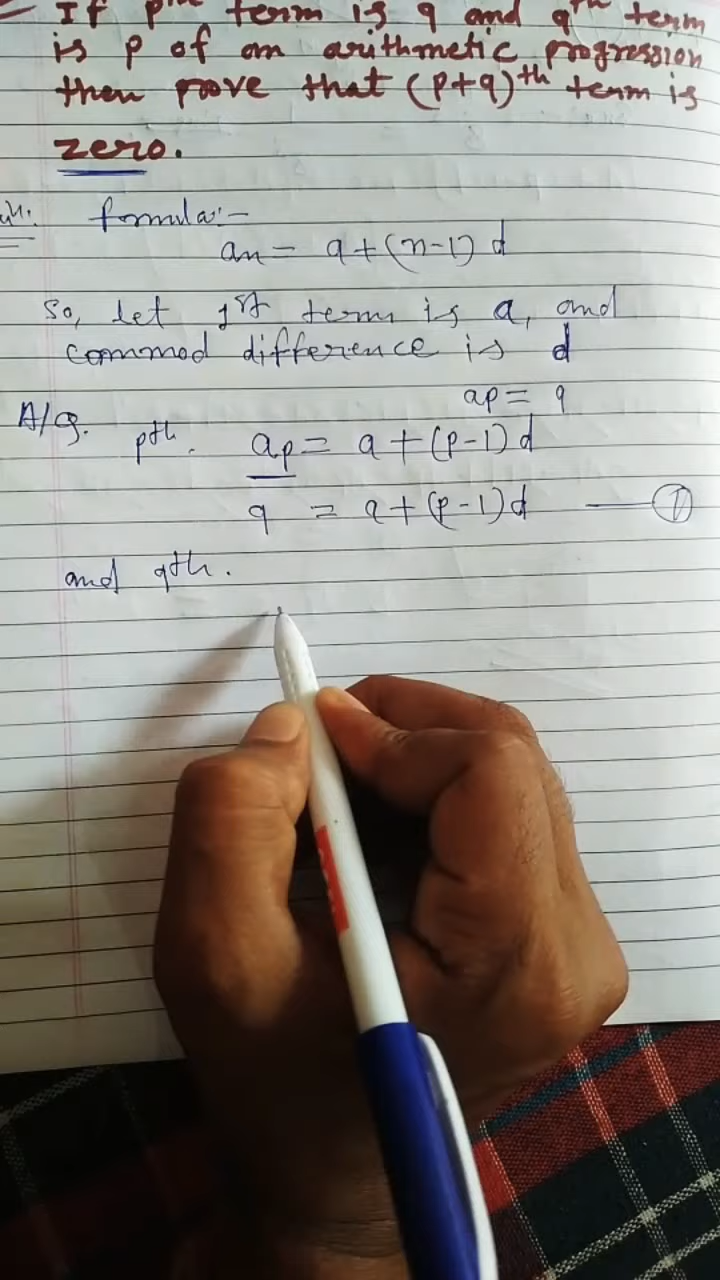 If pth term is q and qth term
is p of an arithmetic progression
then prove that (p+q)th term is
zero.
formula:-
an = a+(n-1)d
So, let 1st term is a, and
commod difference is d
ap = q
A/Q. pth. ap = a+(p-1)d
q = a+(p-1)d — 1
and qth.